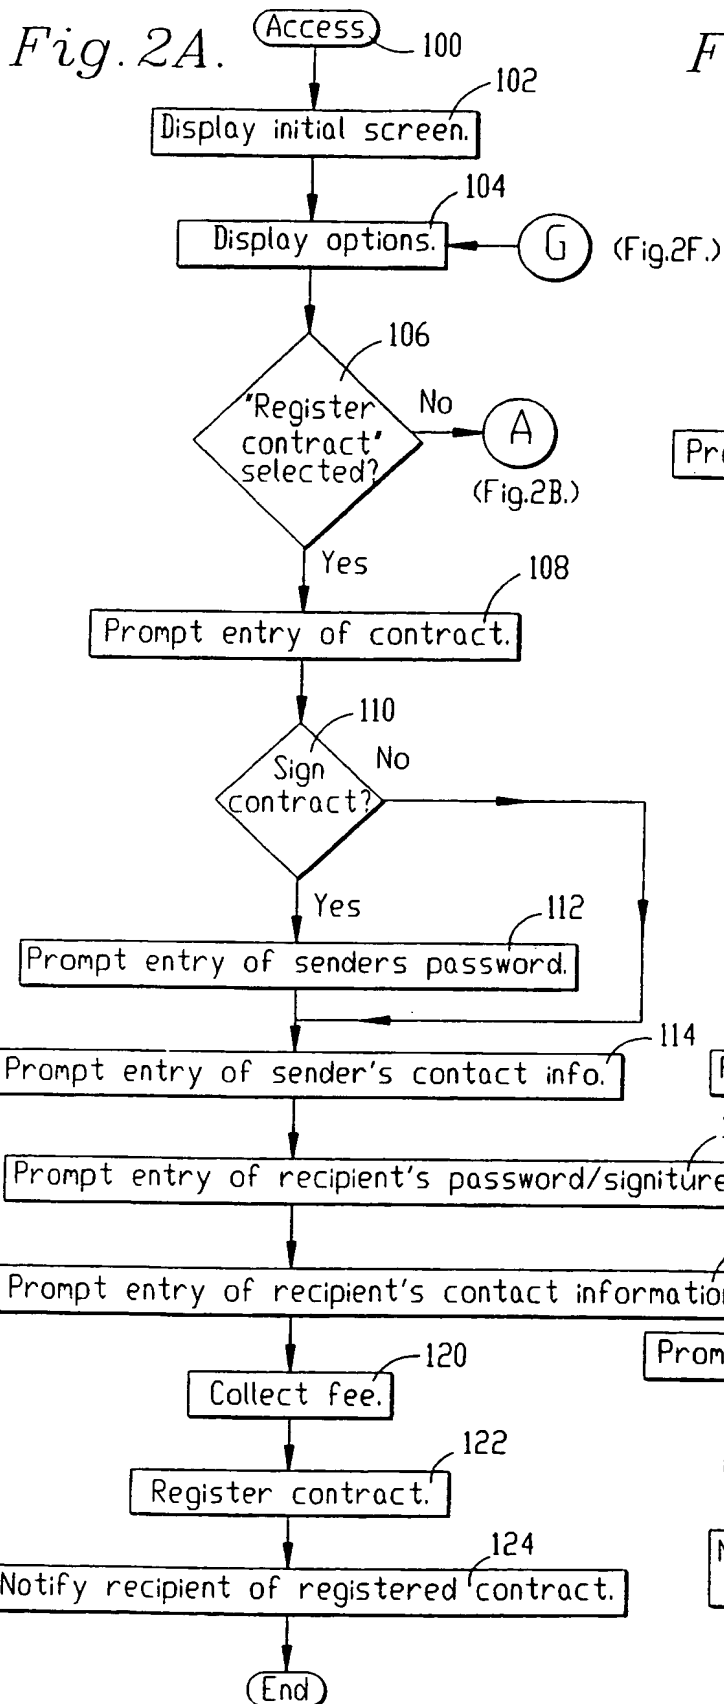 Fig. 2A.
Access
100
102
Display initial screen.
104
Display options.
G
(Fig.2F.)
106
"Register
contract"
selected?
No
A
(Fig.2B.)
Yes
108
Prompt entry of contract.
110
Sign
contract?
No
Yes
112
Prompt entry of senders password.
114
Prompt entry of sender's contact info.
Prompt entry of recipient's password/signiture
Prompt entry of recipient's contact information
120
Collect fee.
122
Register contract.
124
Notify recipient of registered contract.
End
F
Prom